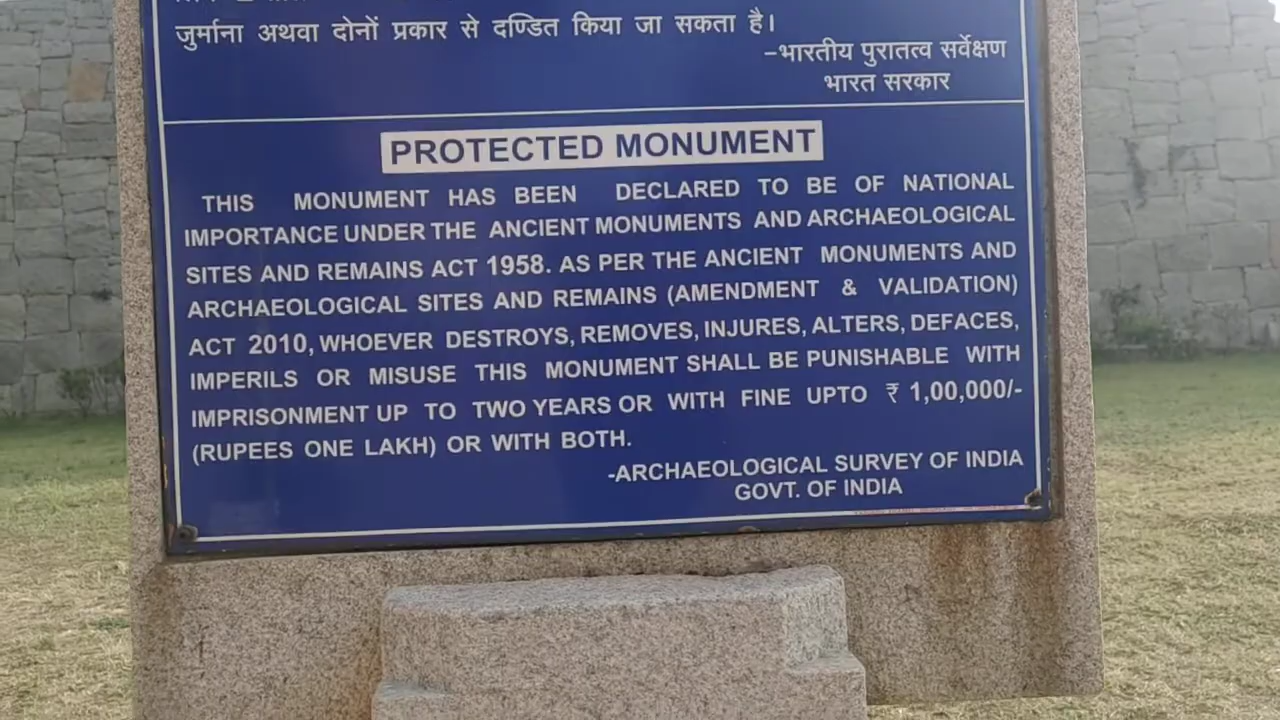 जुर्माना अथवा दोनों प्रकार से दण्डित किया जा सकता है।
–भारतीय पुरातत्व सर्वेक्षण
भारत सरकार
PROTECTED MONUMENT
THIS MONUMENT HAS BEEN DECLARED TO BE OF NATIONAL
IMPORTANCE UNDER THE ANCIENT MONUMENTS AND ARCHAEOLOGICAL
SITES AND REMAINS ACT 1958. AS PER THE ANCIENT MONUMENTS AND
ARCHAEOLOGICAL SITES AND REMAINS (AMENDMENT & VALIDATION)
ACT 2010, WHOEVER DESTROYS, REMOVES, INJURES, ALTERS, DEFACES,
IMPERILS OR MISUSE THIS MONUMENT SHALL BE PUNISHABLE WITH
IMPRISONMENT UP TO TWO YEARS OR WITH FINE UPTO ₹ 1,00,000/-
(RUPEES ONE LAKH) OR WITH BOTH.
-ARCHAEOLOGICAL SURVEY OF INDIA
GOVT. OF INDIA